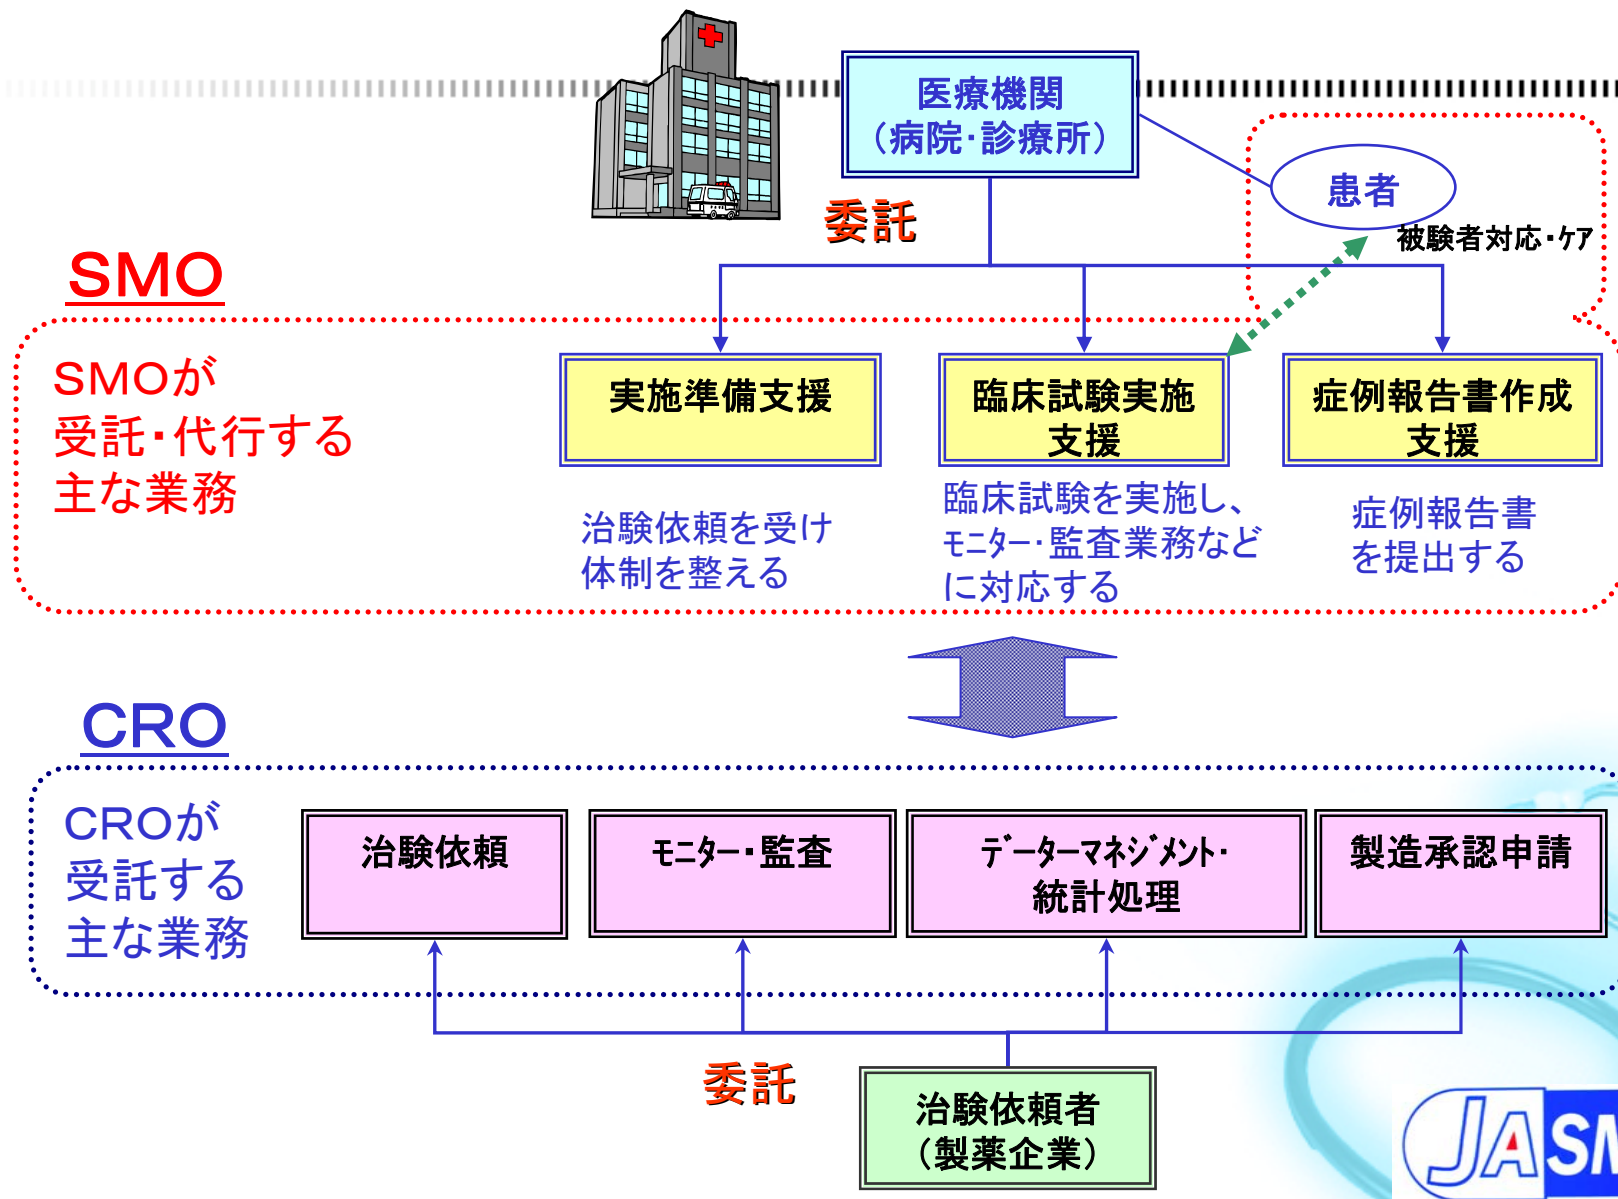 医療機関
（病院・診療所）
患者
委託
被験者対応・ケア
SMO
SMOが
受託・代行する
主な業務
実施準備支援
臨床試験実施
支援
症例報告書作成
支援
治験依頼を受け
体制を整える
臨床試験を実施し、
モニター・監査業務など
に対応する
症例報告書
を提出する
CRO
CROが
受託する
主な業務
治験依頼
モニター・監査
データーマネジメント・
統計処理
製造承認申請
委託
治験依頼者
（製薬企業）
JASM